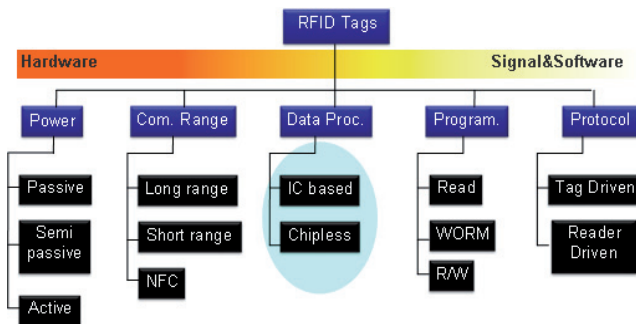 RFID Tags
Hardware
Signal&Software
Power
Com. Range
Data Proc.
Program.
Protocol
Passive
Semi
passive
Active
Long range
Short range
NFC
IC based
Chipless
Read
WORM
R/W
Tag Driven
Reader
Driven